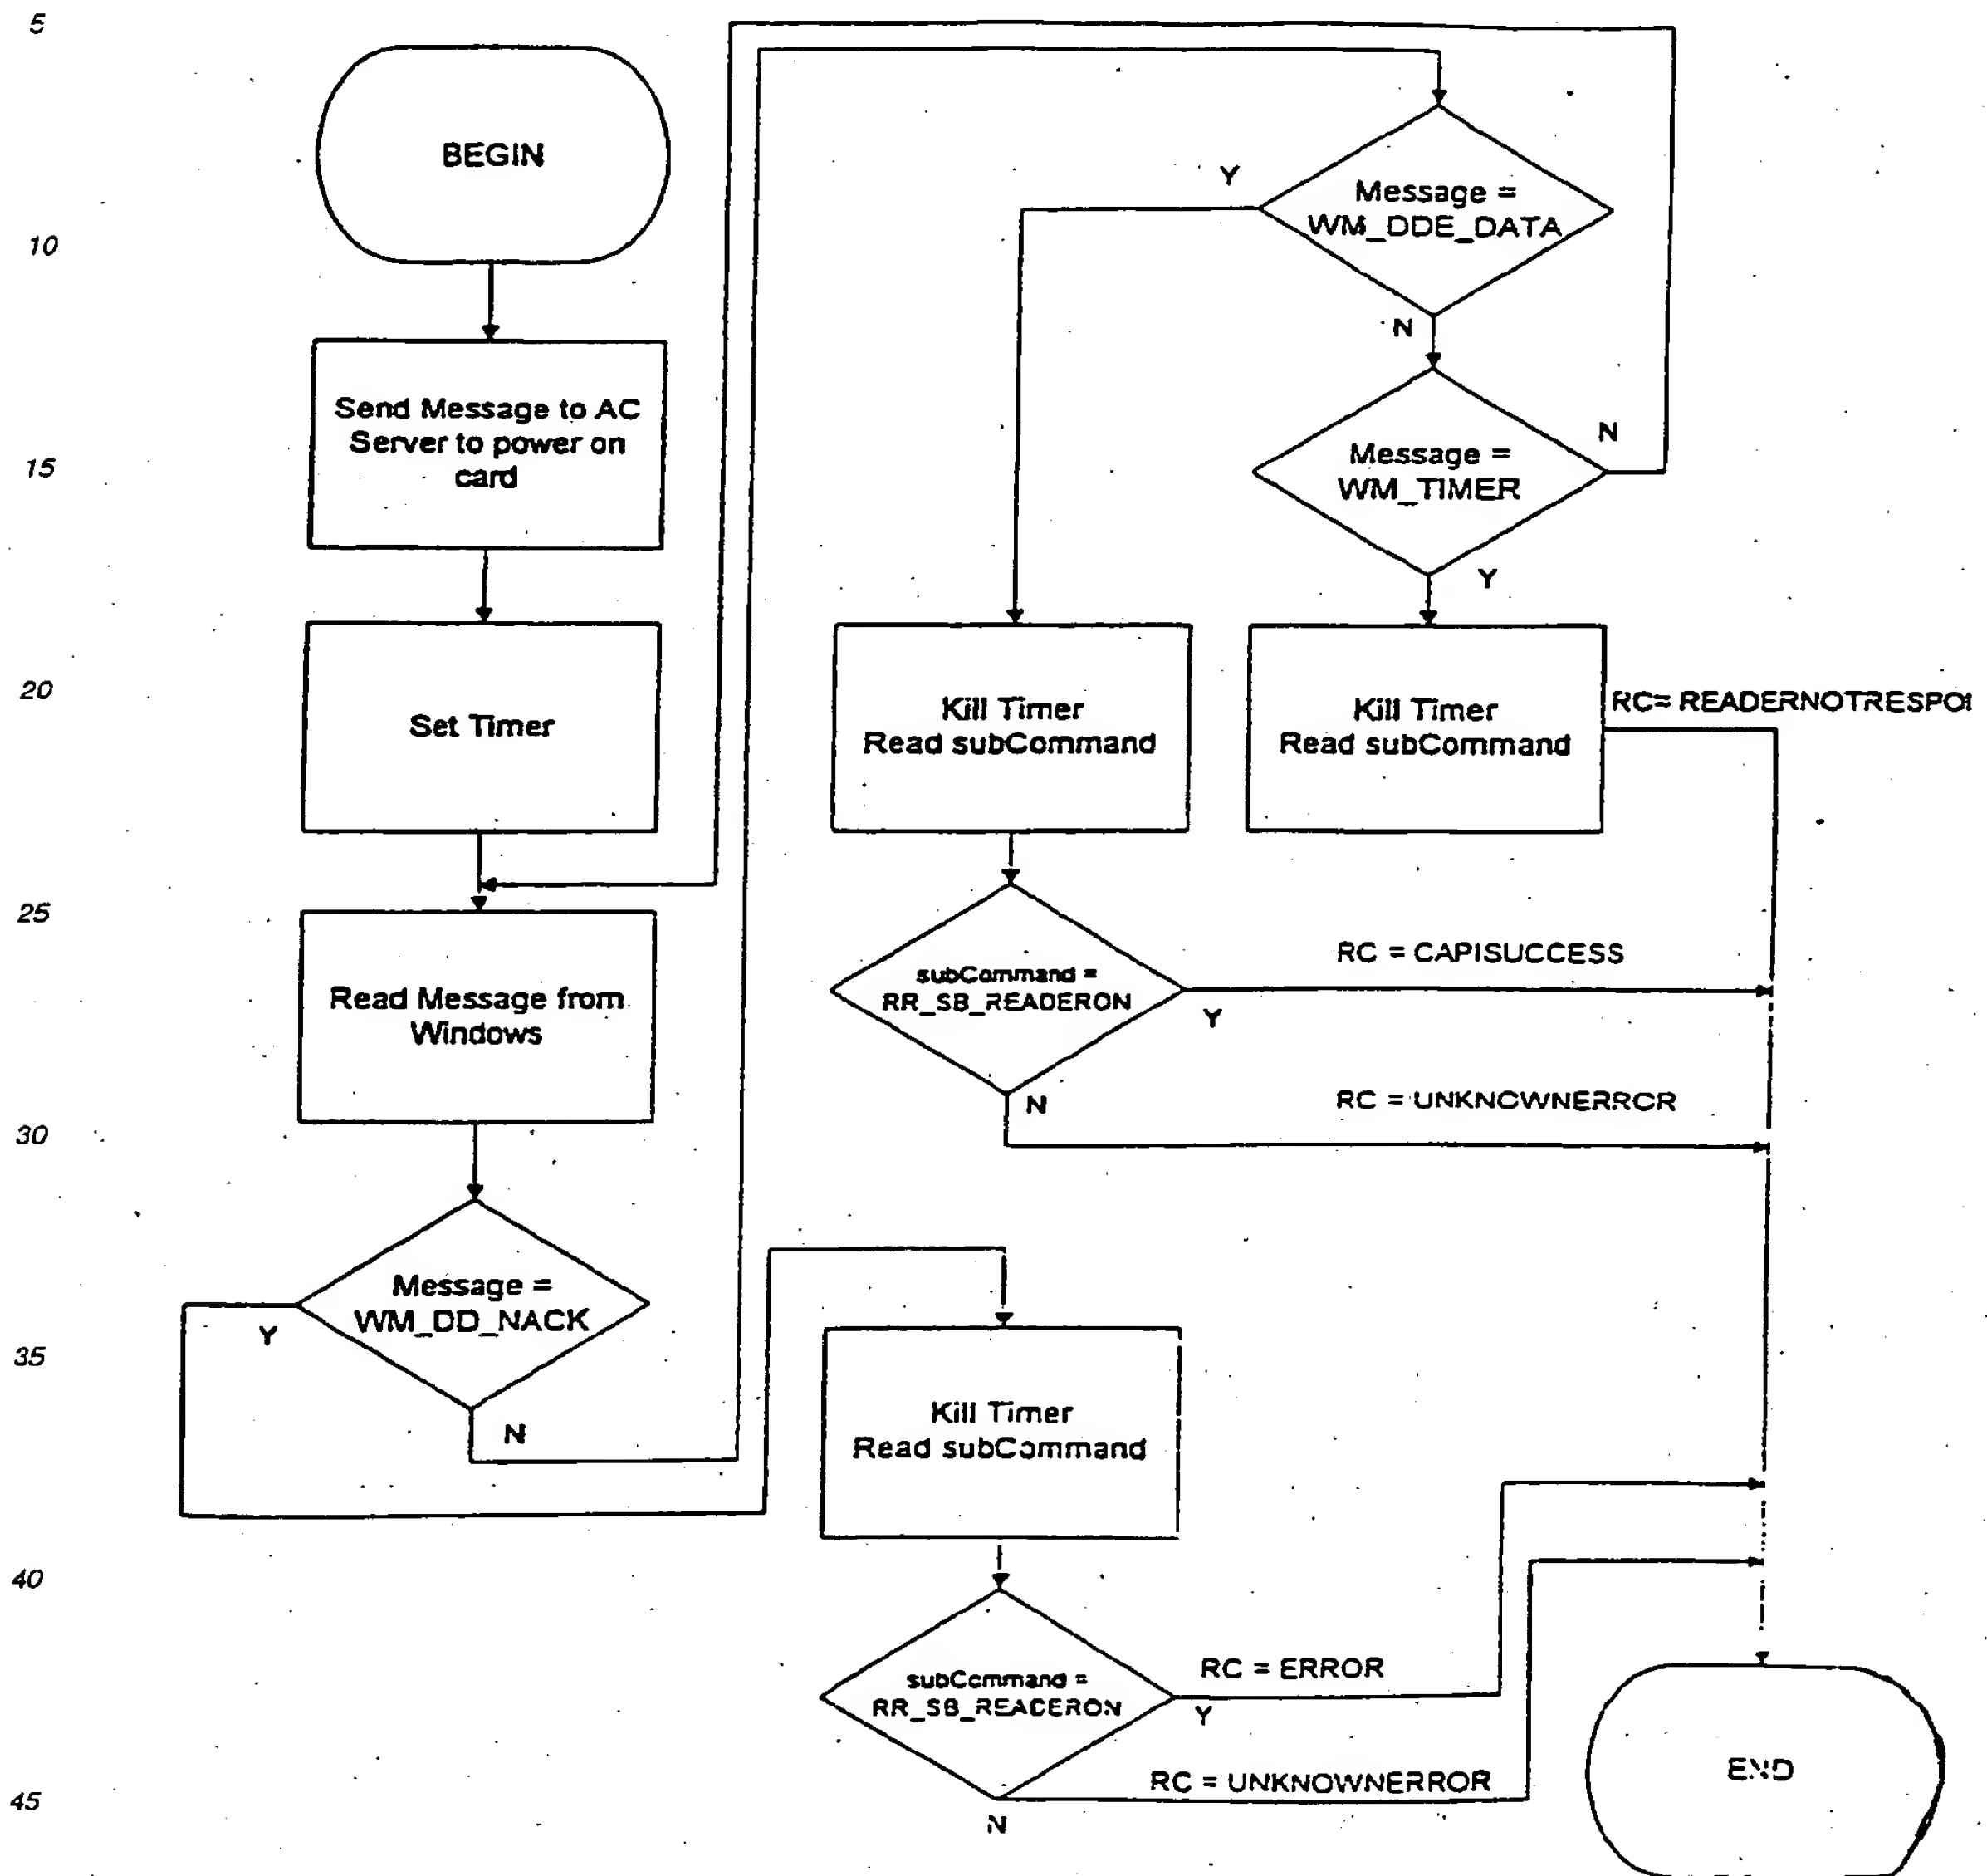 5
BEGIN
Y
Message =
WM_DDE_DATA
10
N
Send Message to AC
Server to power on
card
15
Message =
WM_TIMER
N
Y
20
Set Timer
Kill Timer
Read subCommand
Kill Timer
Read subCommand
RC= READERNOTRESPO
25
Read Message from
Windows
subCommand =
RR_SB_READERON
RC = CAPISUCCESS
Y
N
RC = UNKNOWNERROR
30
Message =
WM_DD_NACK
Y
N
35
Kill Timer
Read subCommand
40
subCommand =
RR_SB_READERON
RC = ERROR
Y
RC = UNKNOWNERROR
N
END
45